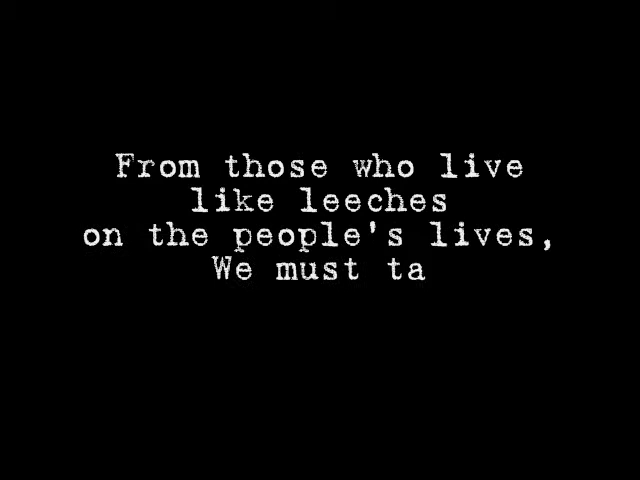 From those who live
like leeches
on the people's lives,
We must ta